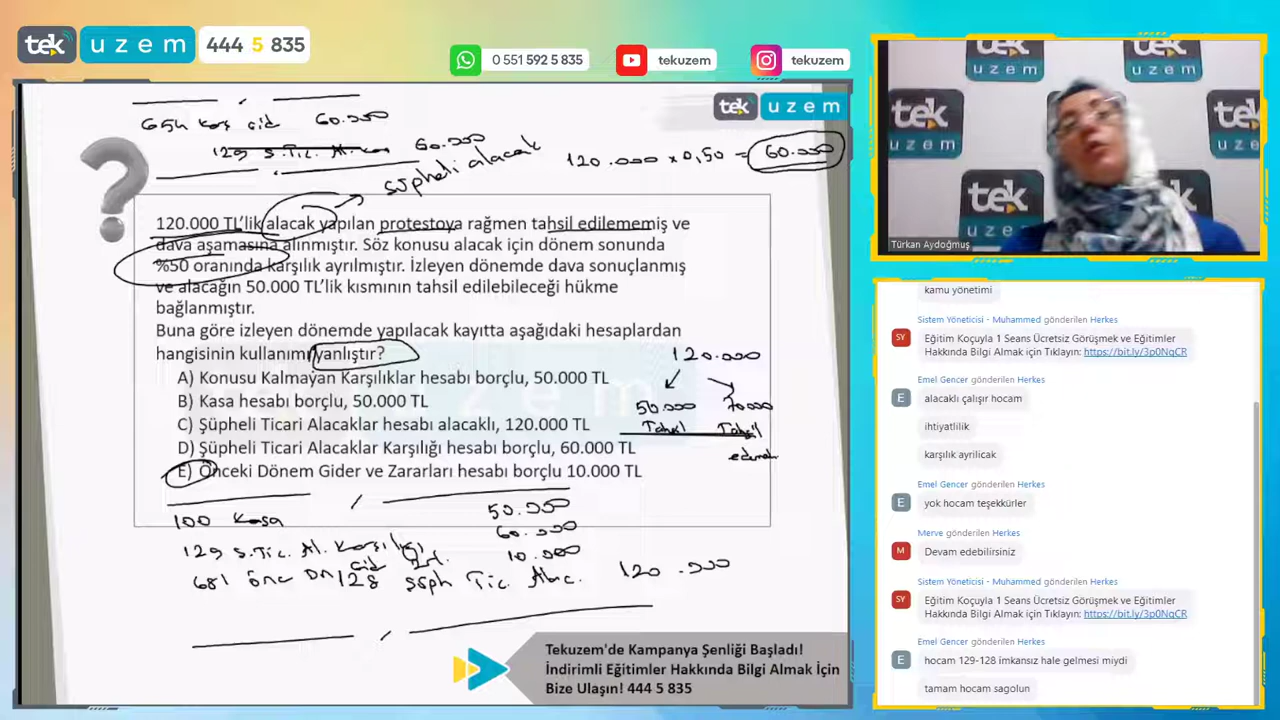 tek uzem 444 5 835
0 551 592 5 835 tekuzem tekuzem
tek uzem
654 Kaş Gid 60.000
129 Ş. Tic. Al. Kaş 60.000
şüpheli alacak
120.000 x 0,50 = 60.000
120.000 TL'lik alacak yapılan protestoya rağmen tahsil edilememiş ve
dava aşamasına alınmıştır. Söz konusu alacak için dönem sonunda
%50 oranında karşılık ayrılmıştır. İzleyen dönemde dava sonuçlanmış
ve alacağın 50.000 TL'lik kısmının tahsil edilebileceği hükme
bağlanmıştır.
Buna göre izleyen dönemde yapılacak kayıtta aşağıdaki hesaplardan
hangisinin kullanımı yanlıştır?
A) Konusu Kalmayan Karşılıklar hesabı borçlu, 50.000 TL
B) Kasa hesabı borçlu, 50.000 TL
C) Şüpheli Ticari Alacaklar hesabı alacaklı, 120.000 TL
D) Şüpheli Ticari Alacaklar Karşılığı hesabı borçlu, 60.000 TL
E) Önceki Dönem Gider ve Zararları hesabı borçlu 10.000 TL
120.000
50.000 70.000
Tahsil Tahsil
100 Kasa 50.000
129 Ş. Tic. Al. Karşılığı 60.000
681 Önc Dn Gid Zrl. 10.000
128 Şüph Tic Alac. 120.000
Tekuzem'de Kampanya Şenliği Başladı!
İndirimli Eğitimler Hakkında Bilgi Almak İçin
Bize Ulaşın! 444 5 835
tek uzem
Türkan Aydoğmuş
kamu yönetimi
Sistem Yöneticisi - Muhammed gönderilen Herkes
SY
Eğitim Koçuyla 1 Seans Ücretsiz Görüşmek ve Eğitimler
Hakkında Bilgi Almak için Tıklayın: https://bit.ly/3p0NqCR
Emel Gencer gönderilen Herkes
E
alacaklı çalışır hocam
ihtiyatlilik
karşılık ayrilicak
Emel Gencer gönderilen Herkes
E
yok hocam teşekkürler
Merve gönderilen Herkes
M
Devam edebilirsiniz
Sistem Yöneticisi - Muhammed gönderilen Herkes
SY
Eğitim Koçuyla 1 Seans Ücretsiz Görüşmek ve Eğitimler
Hakkında Bilgi Almak için Tıklayın: https://bit.ly/3p0NqCR
Emel Gencer gönderilen Herkes
E
hocam 129-128 imkansız hale gelmesi miydi
tamam hocam sagolun